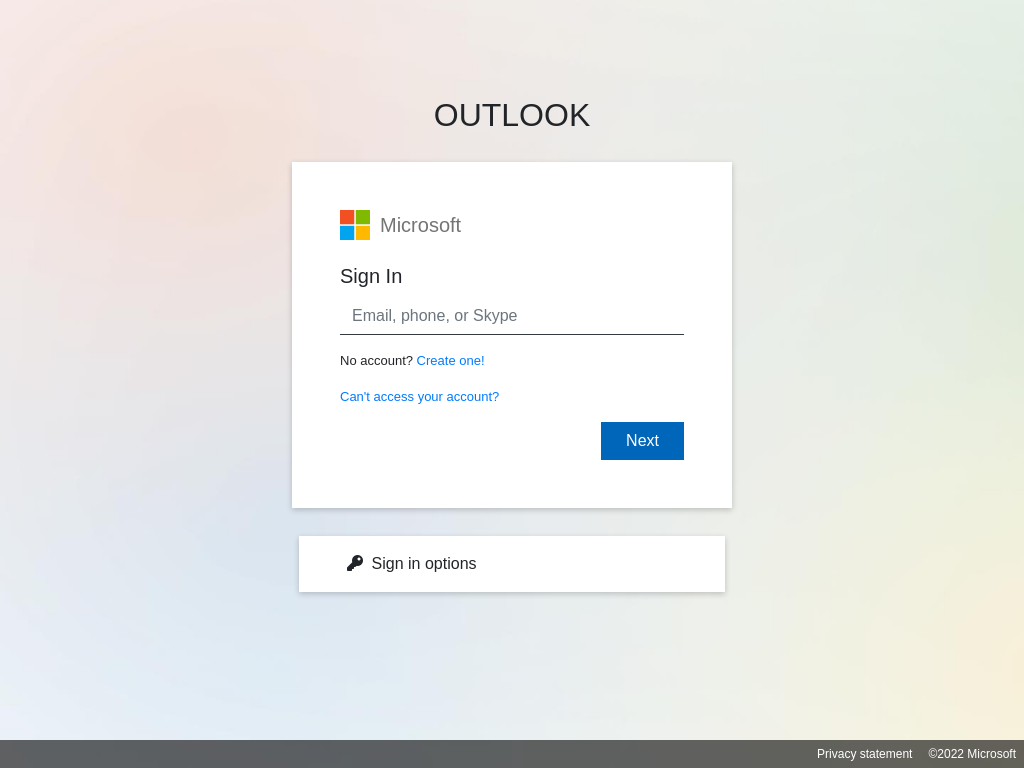 OUTLOOK
Microsoft
Sign In
Email, phone, or Skype
No account? Create one!
Can't access your account?
Next
Sign in options
Privacy statement ©2022 Microsoft